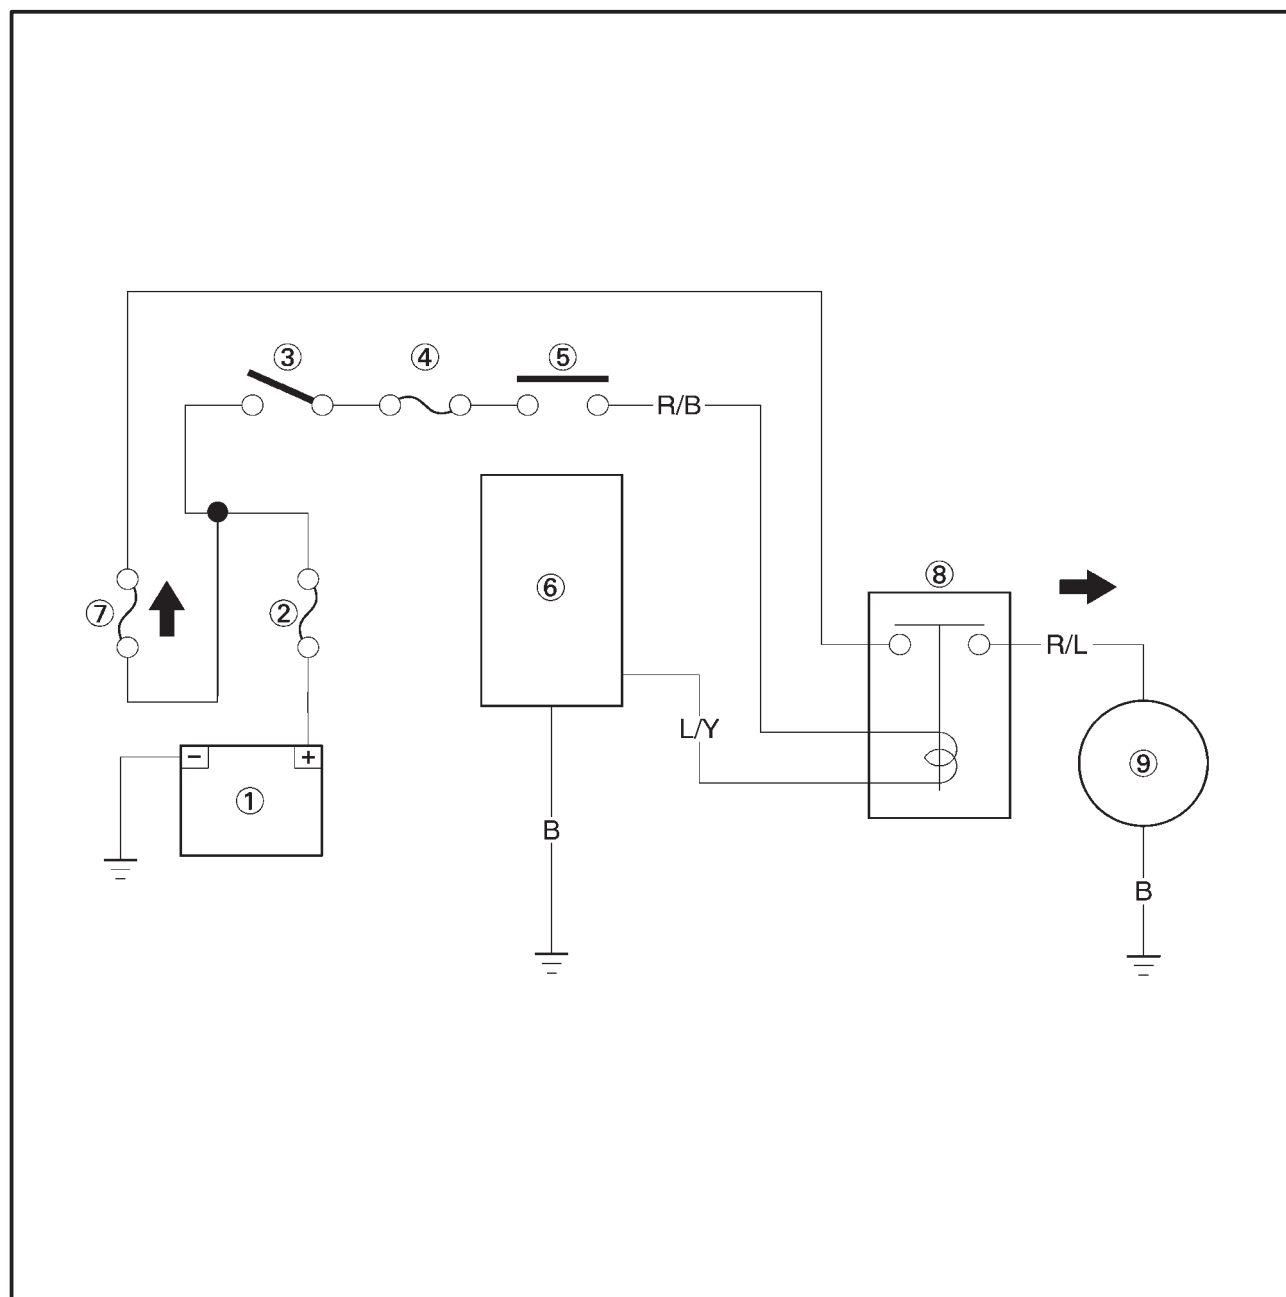 ③ ④ ⑤
R/B
⑥
⑧
⑦ ②
R/L
L/Y
− +
⑨
①
B
B